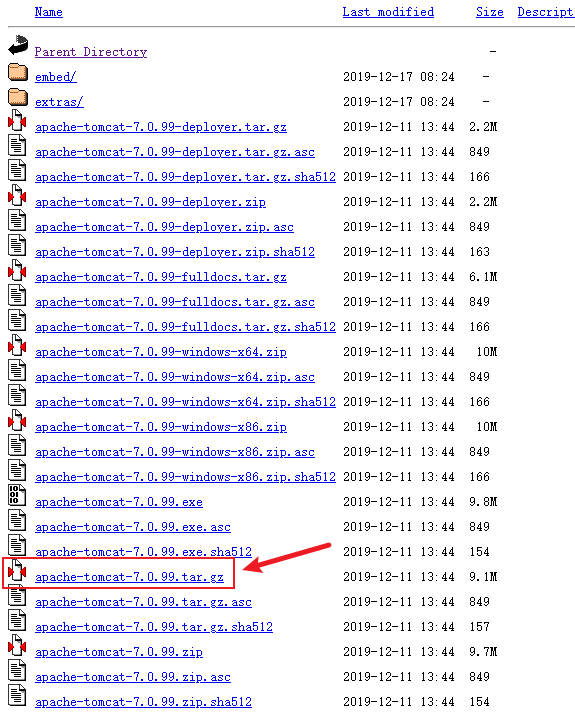 Name Last modified Size Descript
Parent Directory -
embed/ 2019-12-17 08:24 -
extras/ 2019-12-17 08:24 -
apache-tomcat-7.0.99-deployer.tar.gz 2019-12-11 13:44 2.2M
apache-tomcat-7.0.99-deployer.tar.gz.asc 2019-12-11 13:44 849
apache-tomcat-7.0.99-deployer.tar.gz.sha512 2019-12-11 13:44 166
apache-tomcat-7.0.99-deployer.zip 2019-12-11 13:44 2.2M
apache-tomcat-7.0.99-deployer.zip.asc 2019-12-11 13:44 849
apache-tomcat-7.0.99-deployer.zip.sha512 2019-12-11 13:44 163
apache-tomcat-7.0.99-fulldocs.tar.gz 2019-12-11 13:44 6.1M
apache-tomcat-7.0.99-fulldocs.tar.gz.asc 2019-12-11 13:44 849
apache-tomcat-7.0.99-fulldocs.tar.gz.sha512 2019-12-11 13:44 166
apache-tomcat-7.0.99-windows-x64.zip 2019-12-11 13:44 10M
apache-tomcat-7.0.99-windows-x64.zip.asc 2019-12-11 13:44 849
apache-tomcat-7.0.99-windows-x64.zip.sha512 2019-12-11 13:44 166
apache-tomcat-7.0.99-windows-x86.zip 2019-12-11 13:44 10M
apache-tomcat-7.0.99-windows-x86.zip.asc 2019-12-11 13:44 849
apache-tomcat-7.0.99-windows-x86.zip.sha512 2019-12-11 13:44 166
apache-tomcat-7.0.99.exe 2019-12-11 13:44 9.8M
apache-tomcat-7.0.99.exe.asc 2019-12-11 13:44 849
apache-tomcat-7.0.99.exe.sha512 2019-12-11 13:44 154
apache-tomcat-7.0.99.tar.gz 2019-12-11 13:44 9.1M
apache-tomcat-7.0.99.tar.gz.asc 2019-12-11 13:44 849
apache-tomcat-7.0.99.tar.gz.sha512 2019-12-11 13:44 157
apache-tomcat-7.0.99.zip 2019-12-11 13:44 9.7M
apache-tomcat-7.0.99.zip.asc 2019-12-11 13:44 849
apache-tomcat-7.0.99.zip.sha512 2019-12-11 13:44 154